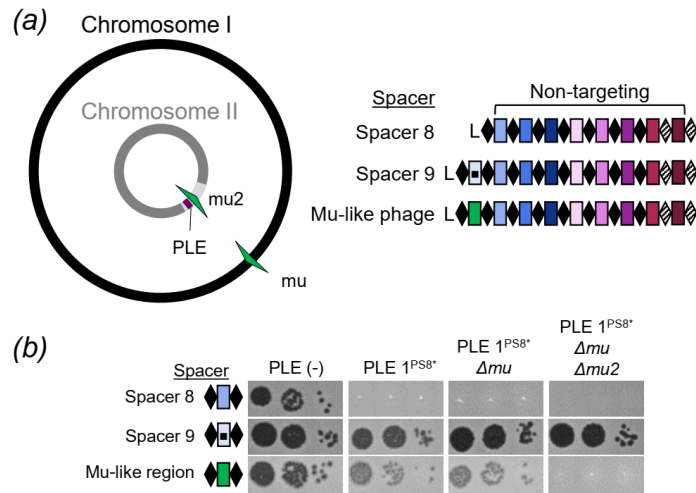 (a)
Chromosome I
Chromosome II
mu2
PLE
mu
Spacer
Non-targeting
Spacer 8
L
Spacer 9
L
Mu-like phage
L
(b)
Spacer
PLE (-)
PLE 1PS8*
PLE 1PS8*
Δmu
PLE 1PS8*
Δmu
Δmu2
Spacer 8
Spacer 9
Mu-like region